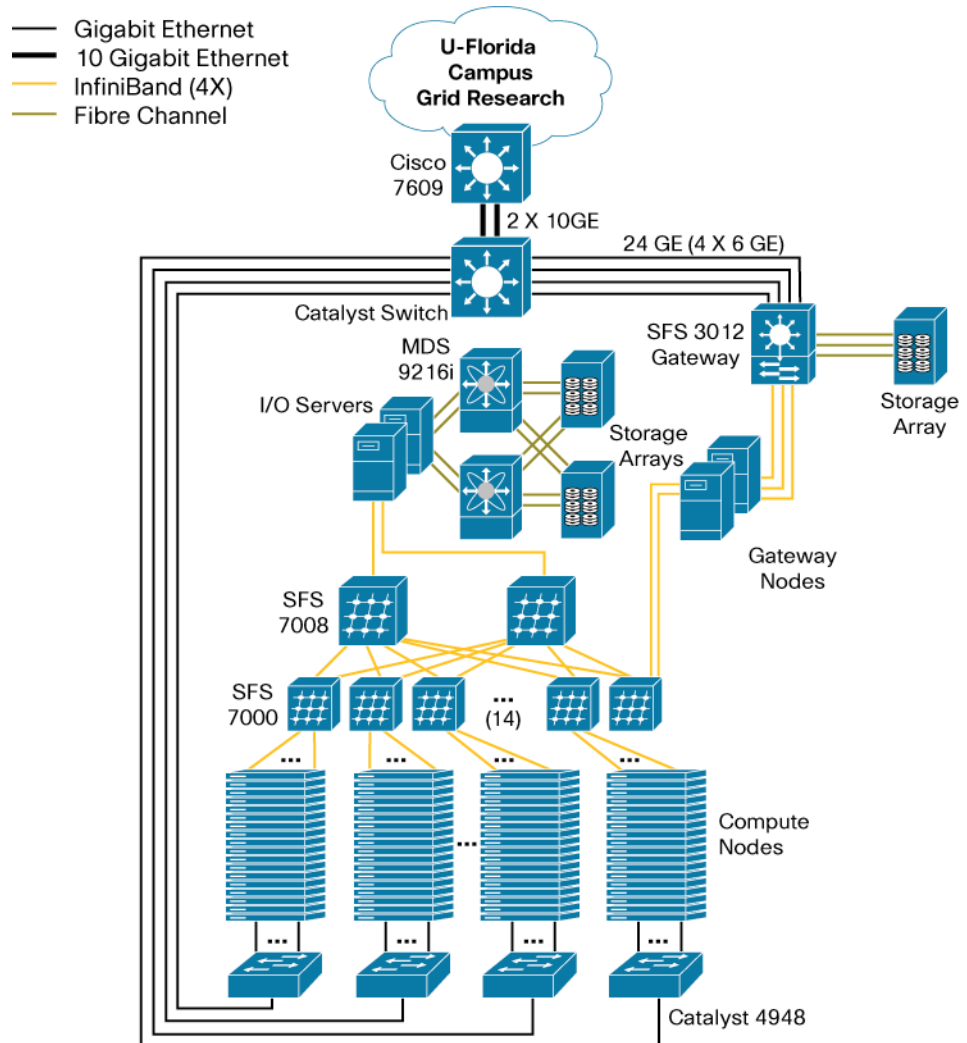 Gigabit Ethernet
10 Gigabit Ethernet
InfiniBand (4X)
Fibre Channel
U-Florida
Campus
Grid Research
Cisco
7609
2 X 10GE
24 GE (4 X 6 GE)
Catalyst Switch
SFS 3012
Gateway
MDS
9216i
I/O Servers
Storage
Arrays
Storage
Array
Gateway
Nodes
SFS
7008
SFS
7000
...
(14)
... ... ... ...
...
Compute
Nodes
... ... ... ...
Catalyst 4948